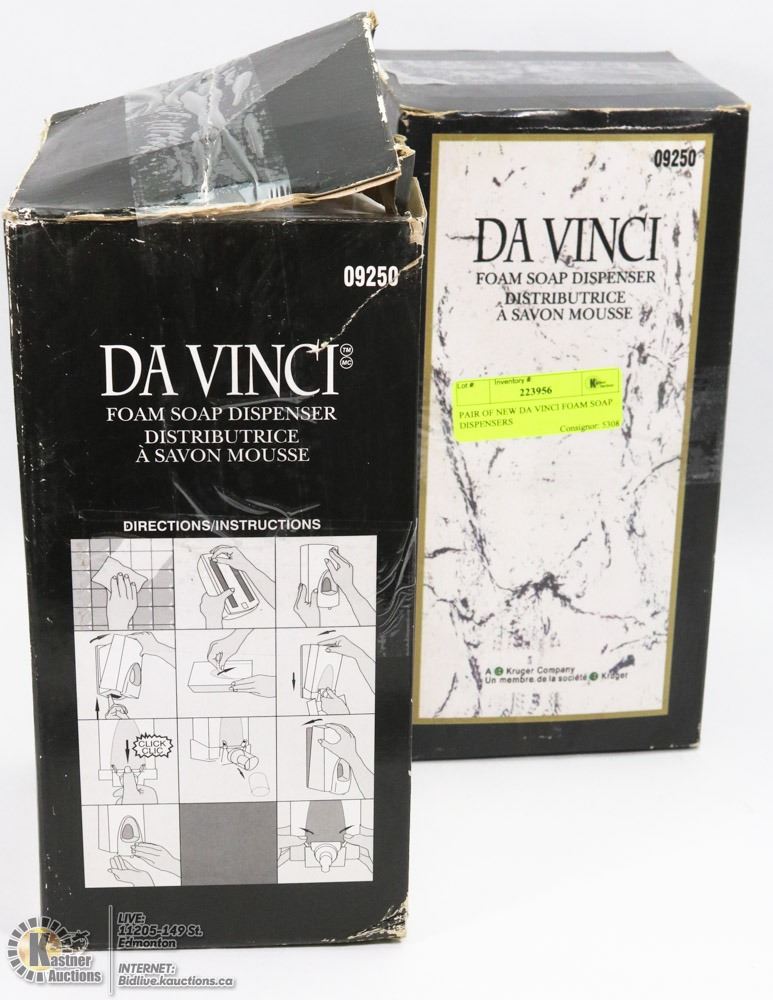 09250
DA VINCI TM MC
FOAM SOAP DISPENSER
DISTRIBUTRICE
À SAVON MOUSSE
DIRECTIONS/INSTRUCTIONS
CLICK
CLIC
09250
DA VINCI
FOAM SOAP DISPENSER
DISTRIBUTRICE
À SAVON MOUSSE
Lot # Inventory #
223956
PAIR OF NEW DA VINCI FOAM SOAP
DISPENSERS
Consignor: 5308
A Kruger Company
Un membre de la société Kruger
Kastner
Auctions
LIVE:
11205-149 St.
Edmonton
INTERNET:
Bidlive.kauctions.ca